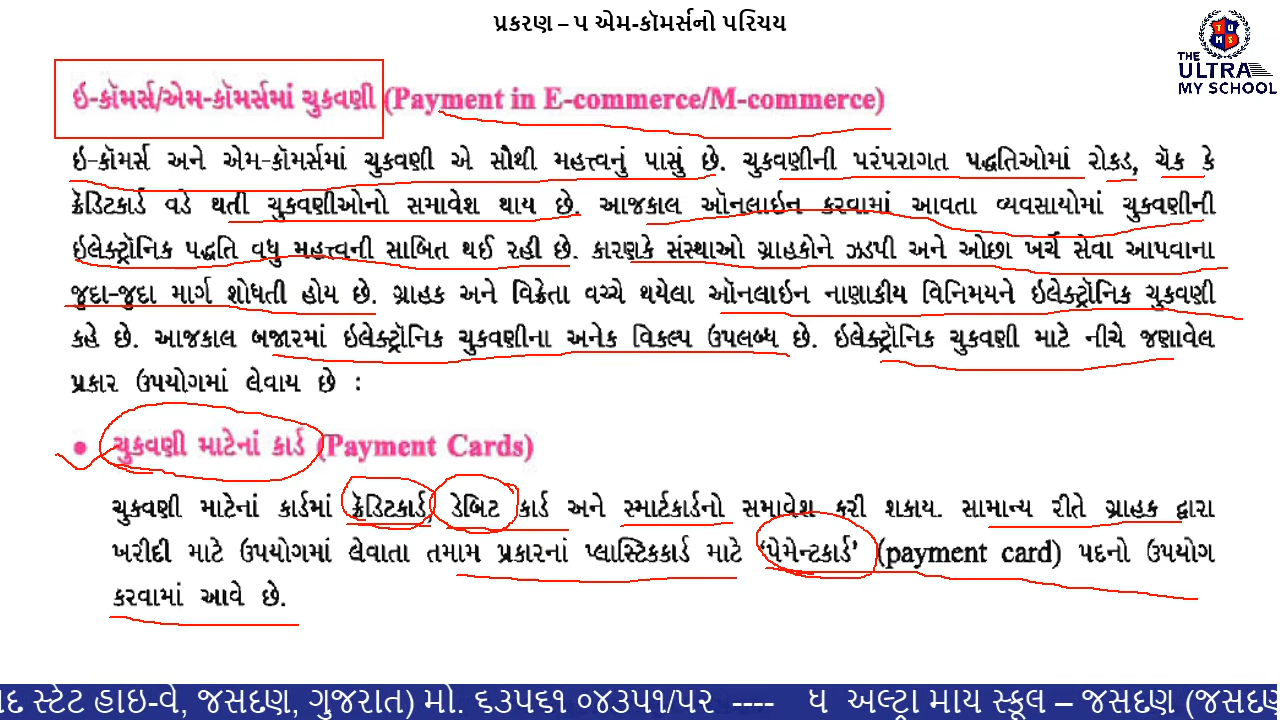 પ્રકરણ – ૫ એમ-કૉમર્સનો પરિચય
THE
ULTRA
MY SCHOOL
TUMS
ઇ-કૉમર્સ/એમ-કૉમર્સમાં ચુકવણી (Payment in E-commerce/M-commerce)
ઇ-કૉમર્સ અને એમ-કૉમર્સમાં ચુકવણી એ સૌથી મહત્ત્વનું પાસું છે. ચુકવણીની પરંપરાગત પદ્ધતિઓમાં રોકડ, ચૅક કે
ક્રૅડિટકાર્ડ વડે થતી ચુકવણીઓનો સમાવેશ થાય છે. આજકાલ ઑનલાઇન કરવામાં આવતા વ્યવસાયોમાં ચુકવણીની
ઇલેક્ટ્રૉનિક પદ્ધતિ વધુ મહત્ત્વની સાબિત થઈ રહી છે. કારણકે સંસ્થાઓ ગ્રાહકોને ઝડપી અને ઓછા ખર્ચે સેવા આપવાના
જુદા-જુદા માર્ગ શોધતી હોય છે. ગ્રાહક અને વિક્રેતા વચ્ચે થયેલા ઑનલાઇન નાણાકીય વિનિમયને ઇલેક્ટ્રૉનિક ચુકવણી
કહે છે. આજકાલ બજારમાં ઇલેક્ટ્રૉનિક ચુકવણીના અનેક વિકલ્પ ઉપલબ્ધ છે. ઇલેક્ટ્રૉનિક ચુકવણી માટે નીચે જણાવેલ
પ્રકાર ઉપયોગમાં લેવાય છે :
• ચુકવણી માટેનાં કાર્ડ (Payment Cards)
ચુકવણી માટેનાં કાર્ડમાં ક્રૅડિટકાર્ડ, ડેબિટ કાર્ડ અને સ્માર્ટકાર્ડનો સમાવેશ કરી શકાય. સામાન્ય રીતે ગ્રાહક દ્વારા
ખરીદી માટે ઉપયોગમાં લેવાતા તમામ પ્રકારનાં પ્લાસ્ટિકકાર્ડ માટે ‘પેમેન્ટકાર્ડ’ (payment card) પદનો ઉપયોગ
કરવામાં આવે છે.
સ્ટેટ હાઇ-વે, જસદણ, ગુજરાત) મો. ૬૩૫૬૧ ૦૪૩૫૧/૫૨ ---- ધ અલ્ટ્રા માય સ્કૂલ – જસદણ (જસદણ